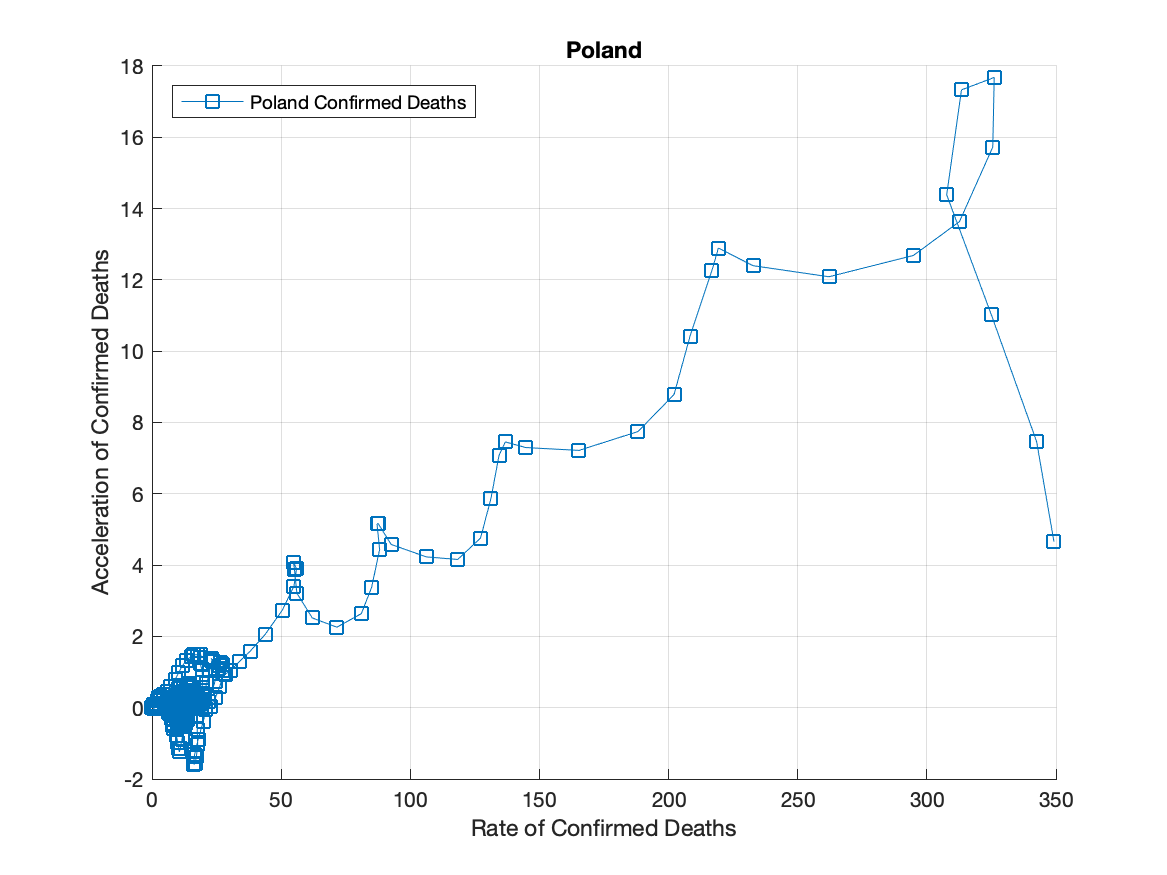 Poland
18
Poland Confirmed Deaths
16
14
12
10
8
6
4
2
0
-2
Acceleration of Confirmed Deaths
0 50 100 150 200 250 300 350
Rate of Confirmed Deaths